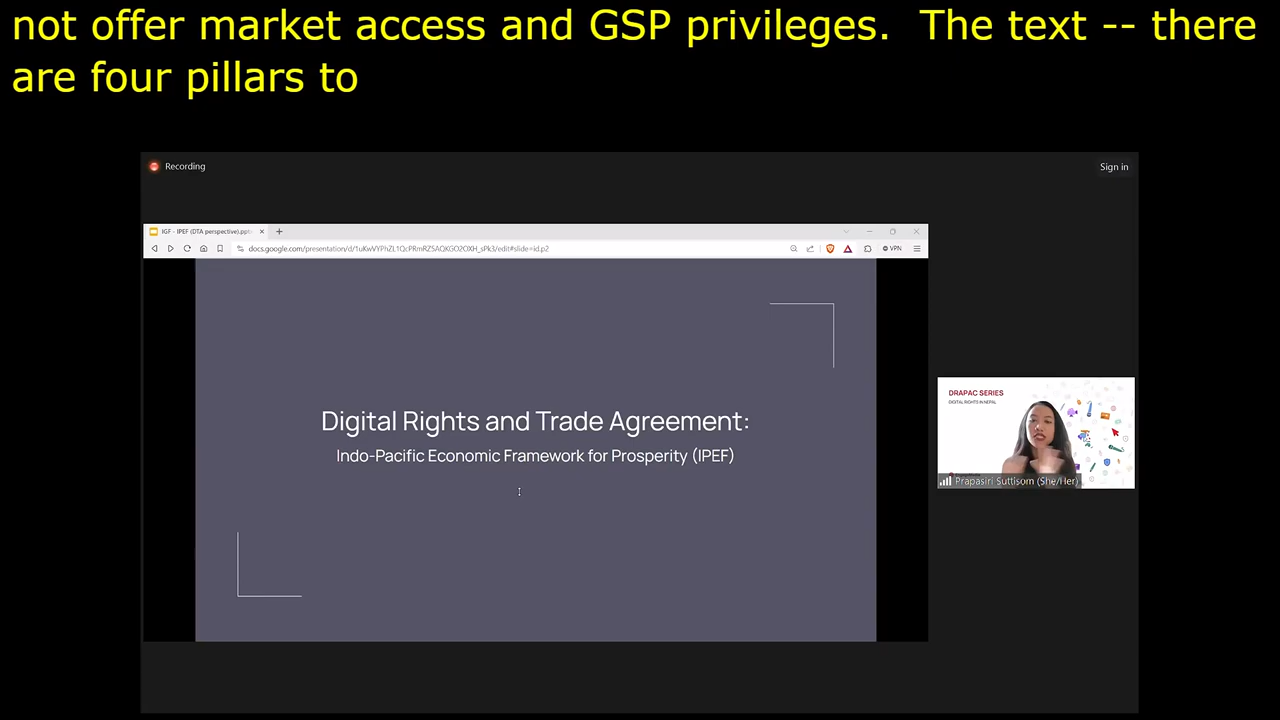 not offer market access and GSP privileges.  The text -- there
are four pillars to
Recording
Sign in
IGF - IPEF (DTA perspective).ppt
docs.google.com/presentation/d/1uKwVYPhZL1QcPRmRZ5AQKGO2OXH_sPk3/edit#slide=id.p2
VPN
Digital Rights and Trade Agreement:
Indo-Pacific Economic Framework for Prosperity (IPEF)
DRAPAC SERIES
DIGITAL RIGHTS IN NEPAL
Prapasiri Suttisom (She/Her)